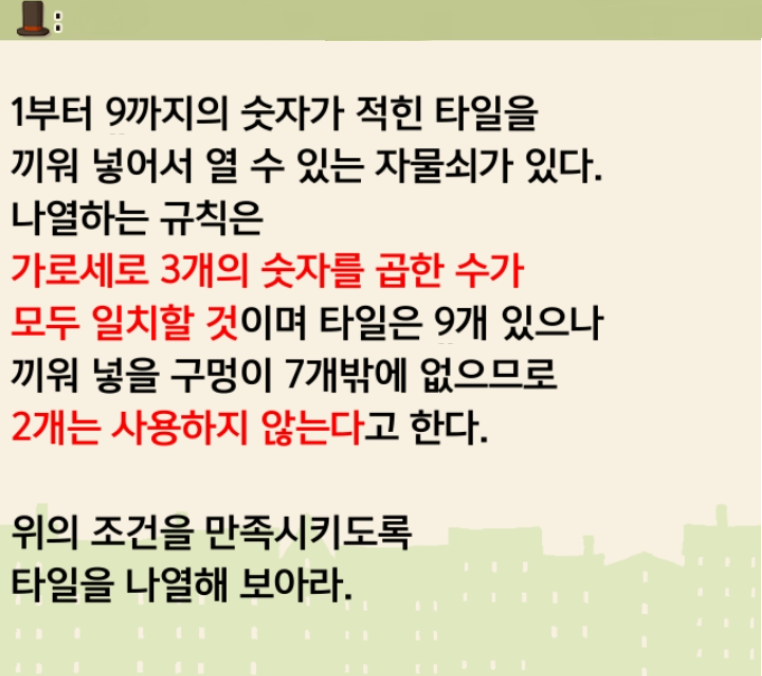 :
1부터 9까지의 숫자가 적힌 타일을
끼워 넣어서 열 수 있는 자물쇠가 있다.
나열하는 규칙은
가로세로 3개의 숫자를 곱한 수가
모두 일치할 것이며 타일은 9개 있으나
끼워 넣을 구멍이 7개밖에 없으므로
2개는 사용하지 않는다고 한다.
위의 조건을 만족시키도록
타일을 나열해 보아라.